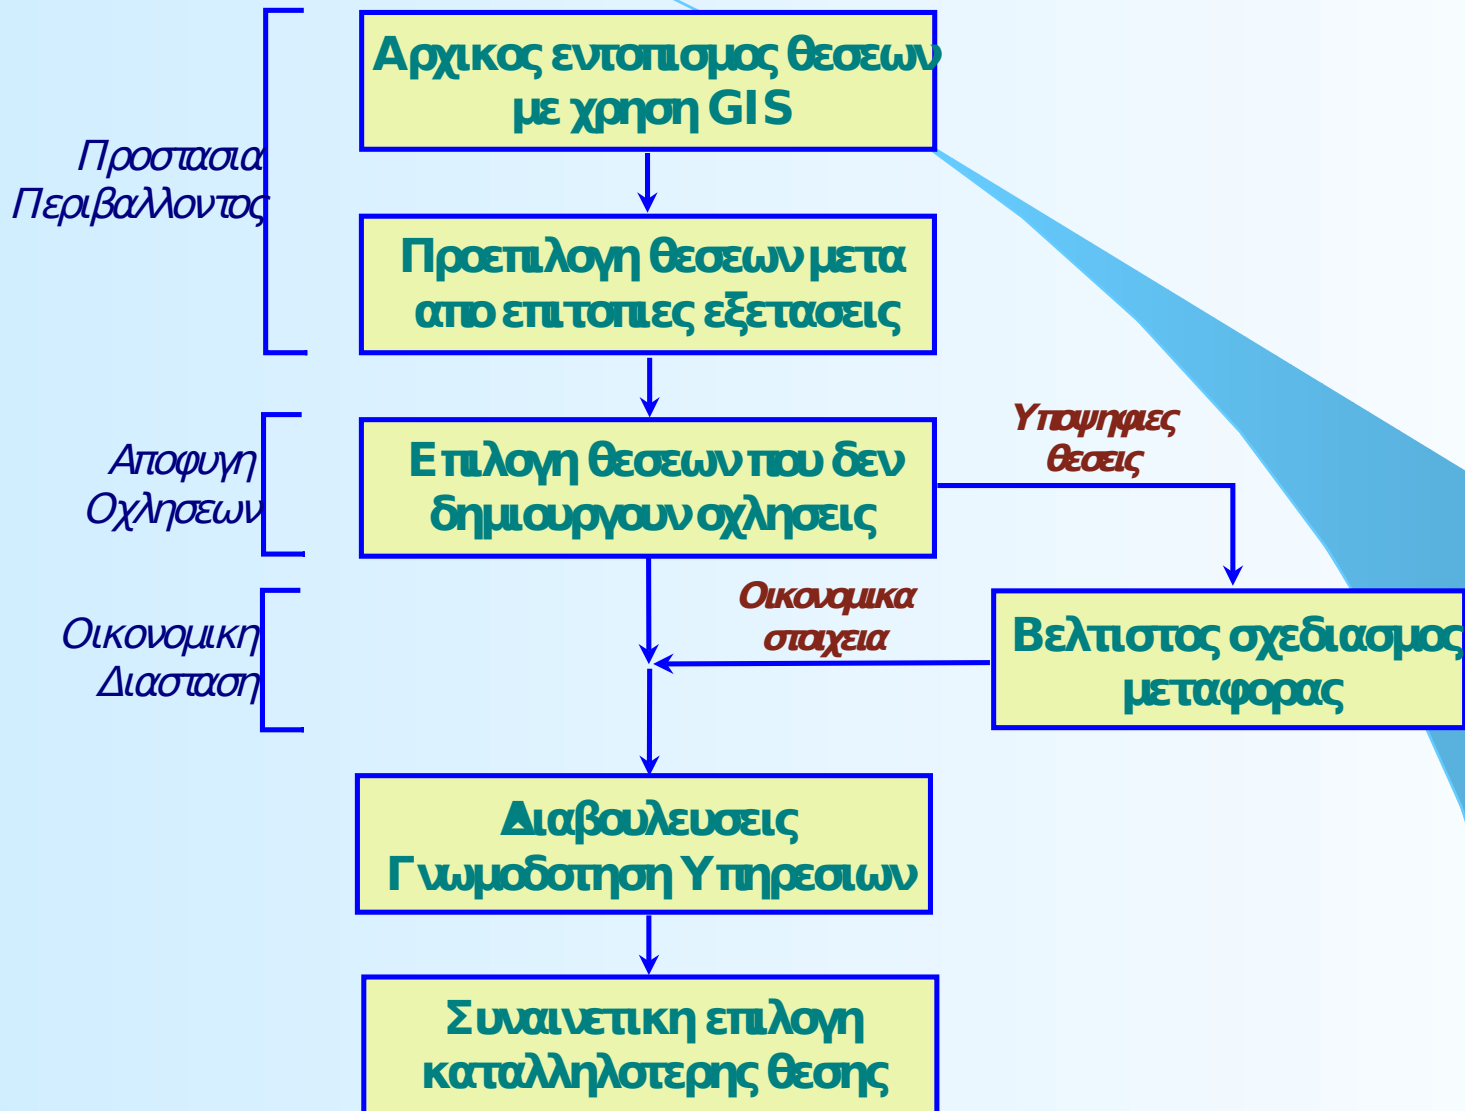 Αρχικος εντοπισμος θεσεων
με χρηση GIS
Προστασια
Περιβαλλοντος
Προεπιλογη θεσεων μετα
απο επιτοπιες εξετασεις
Υποψηφιες
θεσεις
Αποφυγη
Οχλησεων
Επιλογη θεσεων που δεν
δημιουργουν οχλησεις
Οικονομικα
στοιχεια
Οικονομικη
Διασταση
Βελτιστος σχεδιασμος
μεταφορας
Διαβουλευσεις
Γνωμοδοτηση Υπηρεσιων
Συναινετικη επιλογη
καταλληλοτερης θεσης